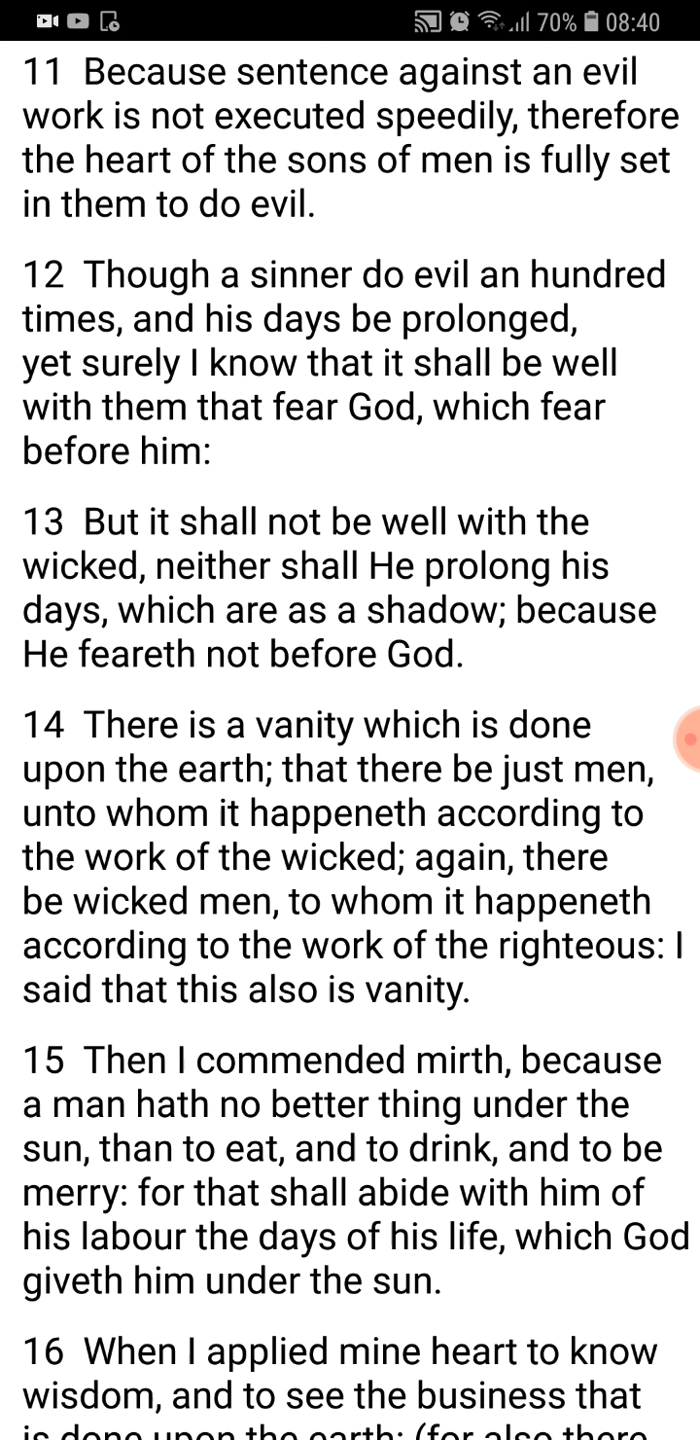 70% 08:40
11 Because sentence against an evil
work is not executed speedily, therefore
the heart of the sons of men is fully set
in them to do evil.
12 Though a sinner do evil an hundred
times, and his days be prolonged,
yet surely I know that it shall be well
with them that fear God, which fear
before him:
13 But it shall not be well with the
wicked, neither shall He prolong his
days, which are as a shadow; because
He feareth not before God.
14 There is a vanity which is done
upon the earth; that there be just men,
unto whom it happeneth according to
the work of the wicked; again, there
be wicked men, to whom it happeneth
according to the work of the righteous: I
said that this also is vanity.
15 Then I commended mirth, because
a man hath no better thing under the
sun, than to eat, and to drink, and to be
merry: for that shall abide with him of
his labour the days of his life, which God
giveth him under the sun.
16 When I applied mine heart to know
wisdom, and to see the business that
is done upon the earth: (for also there